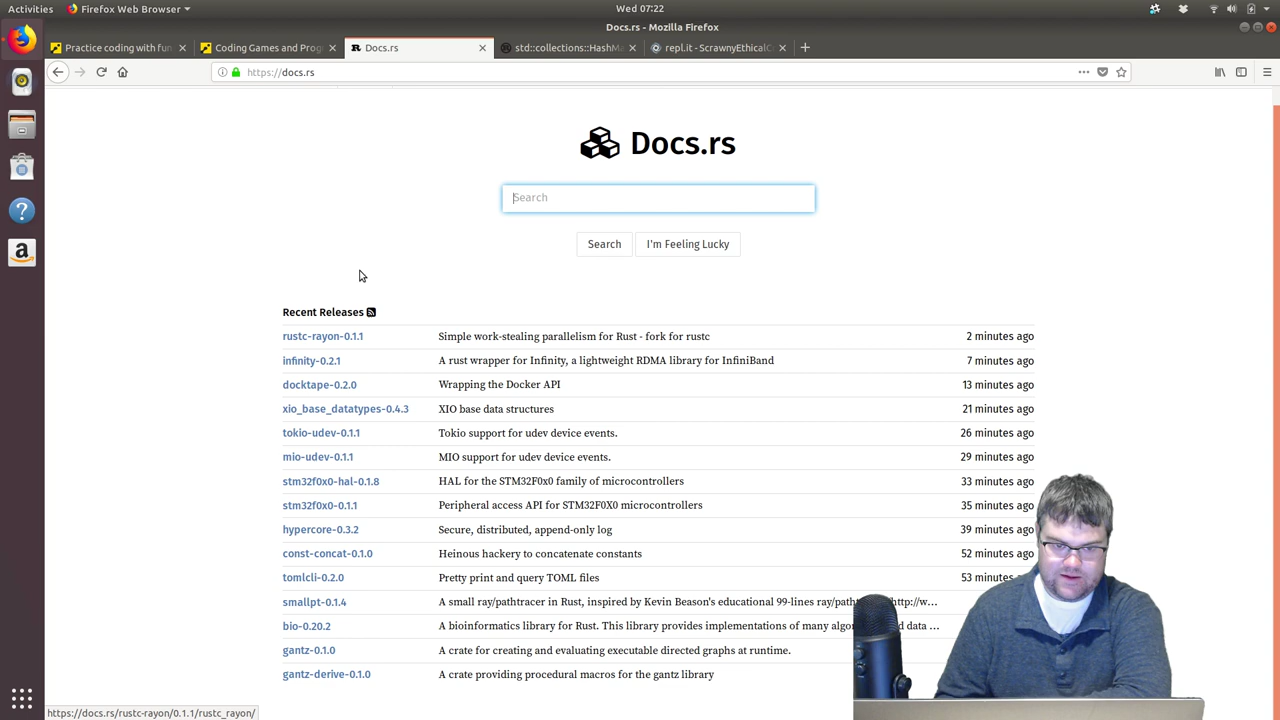 Activities Firefox Web Browser Wed 07:22
Docs.rs - Mozilla Firefox
Practice coding with fun Coding Games and Prog Docs.rs std::collections::HashMa repl.it - ScrawnyEthicalC
https://docs.rs
Docs.rs
Search
Search I'm Feeling Lucky
Recent Releases
rustc-rayon-0.1.1 Simple work-stealing parallelism for Rust - fork for rustc 2 minutes ago
infinity-0.2.1 A rust wrapper for Infinity, a lightweight RDMA library for InfiniBand 7 minutes ago
docktape-0.2.0 Wrapping the Docker API 13 minutes ago
xio_base_datatypes-0.4.3 XIO base data structures 21 minutes ago
tokio-udev-0.1.1 Tokio support for udev device events. 26 minutes ago
mio-udev-0.1.1 MIO support for udev device events. 29 minutes ago
stm32f0x0-hal-0.1.8 HAL for the STM32F0x0 family of microcontrollers 33 minutes ago
stm32f0x0-0.1.1 Peripheral access API for STM32F0X0 microcontrollers 35 minutes ago
hypercore-0.3.2 Secure, distributed, append-only log 39 minutes ago
const-concat-0.1.0 Heinous hackery to concatenate constants 52 minutes ago
tomlcli-0.2.0 Pretty print and query TOML files 53 minutes
smallpt-0.1.4 A small ray/pathtracer in Rust, inspired by Kevin Beason's educational 99-lines ray/path http://w...
bio-0.20.2 A bioinformatics library for Rust. This library provides implementations of many algor data ...
gantz-0.1.0 A crate for creating and evaluating executable directed graphs at runtime.
gantz-derive-0.1.0 A crate providing procedural macros for the gantz library
https://docs.rs/rustc-rayon/0.1.1/rustc_rayon/